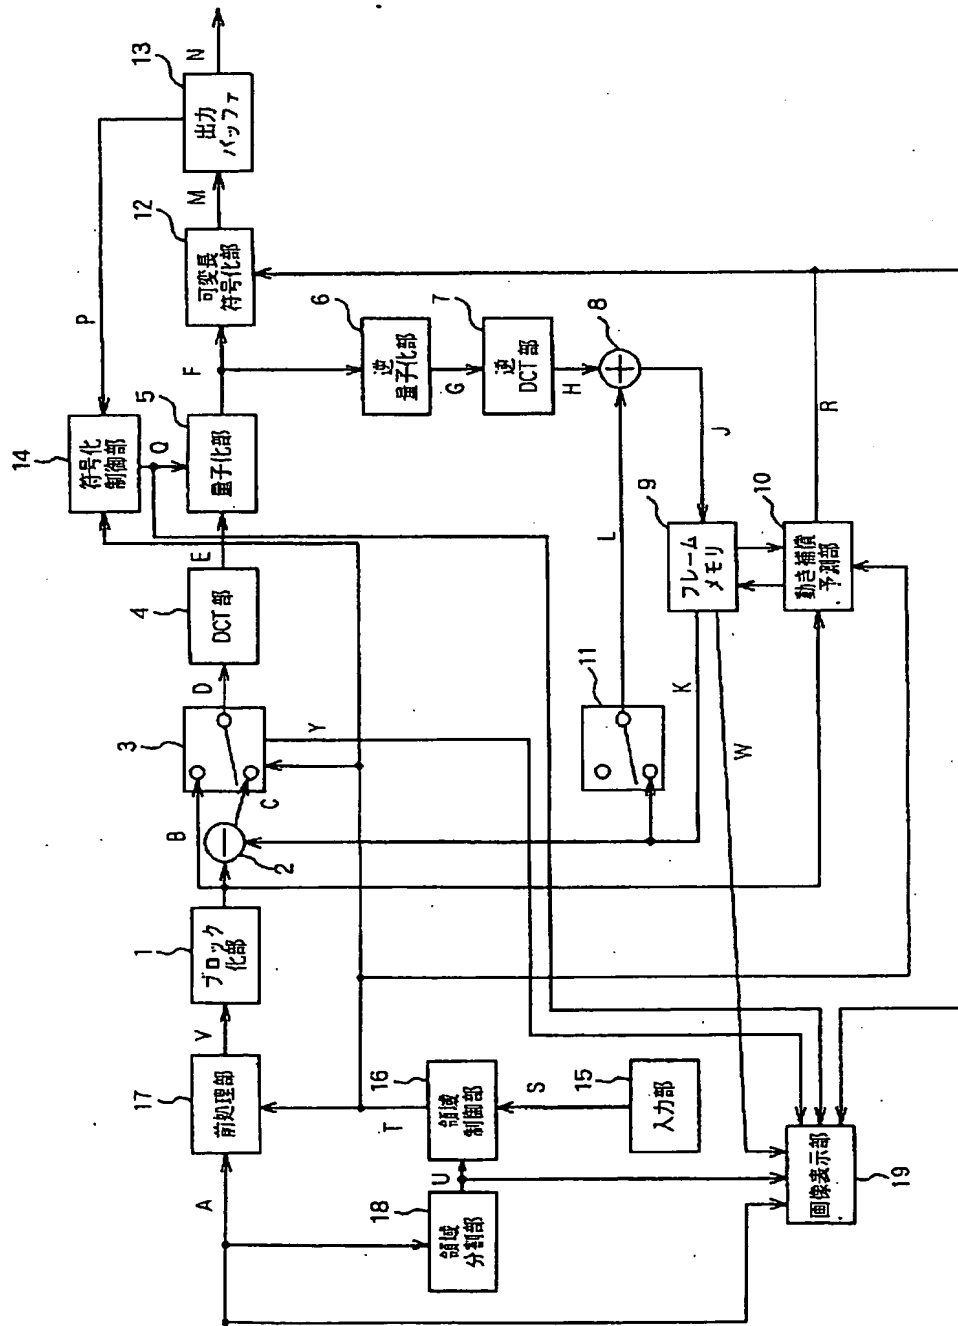 A
17
前処理部
V
1
ブロック
化部
B
2
C
3
D
4
DCT部
E
5
量子化部
Q
14
符号化
制御部
P
F
12
可変長
符号化部
M
13
出力
バッファ
N
6
逆
量子化部
G
7
逆
DCT部
H
8
L
J
9
フレーム
メモリ
10
動き補償
予測部
R
11
K
W
Y
T
16
領域
制御部
S
15
入力部
U
18
領域
分割部
19
画像表示部